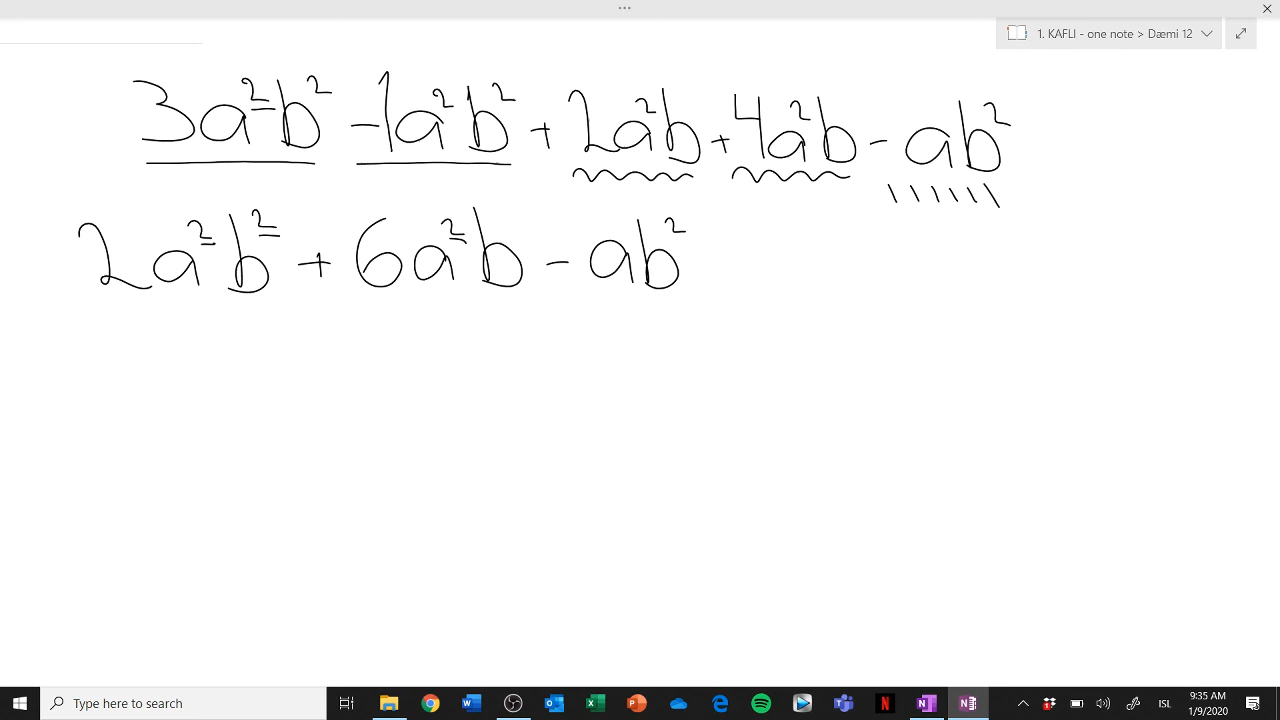 1. KAFLI - one note > Dæmi 12
3a²b² -1a²b² + 2a²b + 4a²b - ab²
2a²b² + 6a²b - ab²
Type here to search
ISL
9:35 AM
1/9/2020